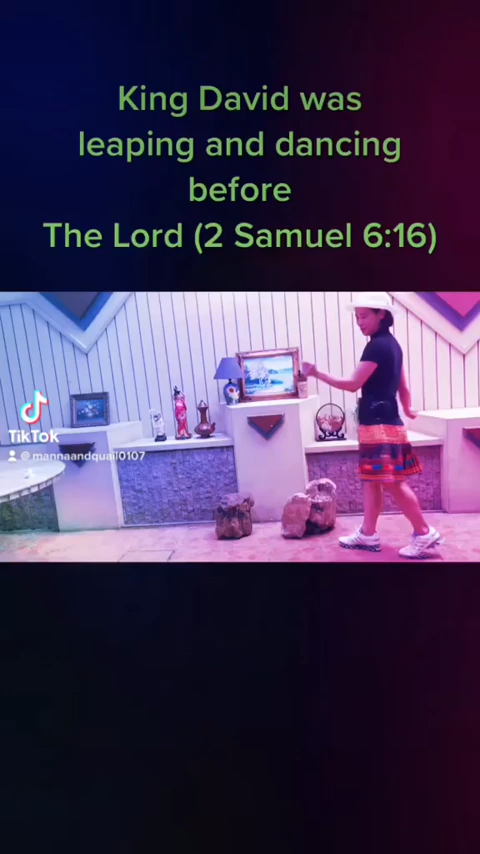 King David was
leaping and dancing
before
The Lord (2 Samuel 6:16)
TikTok
@mannaandquail0107